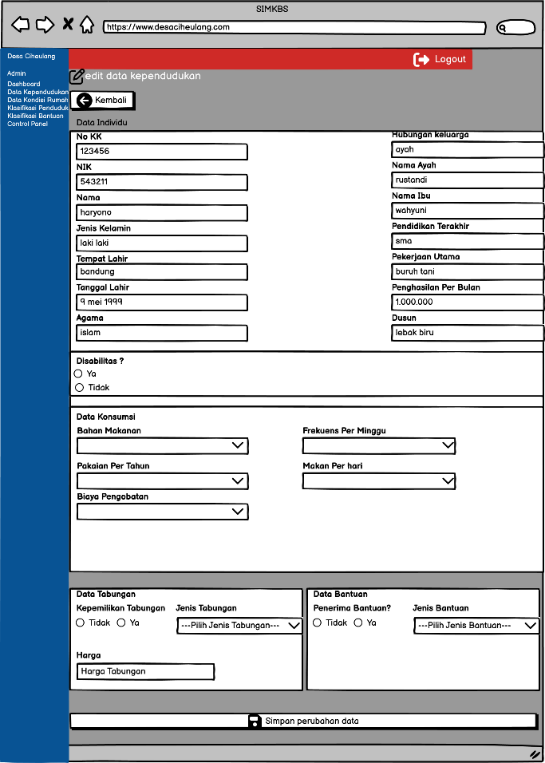 SIMKBS
https://www.desaciheulang.com
Desa Ciheulang
Admin
Dashboard
Data Kependudukan
Data Kondisi Rumah
Klasifikasi Penduduk
Klasifikasi Bantuan
Control Panel
Logout
edit data kependudukan
Kembali
Data Individu
No KK
123456
NIK
543211
Nama
haryono
Jenis Kelamin
laki laki
Tempat Lahir
bandung
Tanggal Lahir
9 mei 1999
Agama
islam
Hubungan keluarga
ayah
Nama Ayah
rustandi
Nama Ibu
wahyuni
Pendidikan Terakhir
sma
Pekerjaan Utama
buruh tani
Penghasilan Per Bulan
1.000.000
Dusun
lebak biru
Disabilitas ?
Ya
Tidak
Data Konsumsi
Bahan Makanan
Frekuens Per Minggu
Pakaian Per Tahun
Makan Per hari
Biaya Pengobatan
Data Tabungan
Kepemilikan Tabungan
Jenis Tabungan
Tidak Ya
---Pilih Jenis Tabungan---
Harga
Harga Tabungan
Data Bantuan
Penerima Bantuan?
Jenis Bantuan
Tidak Ya
---Pilih Jenis Bantuan---
Simpan perubahan data